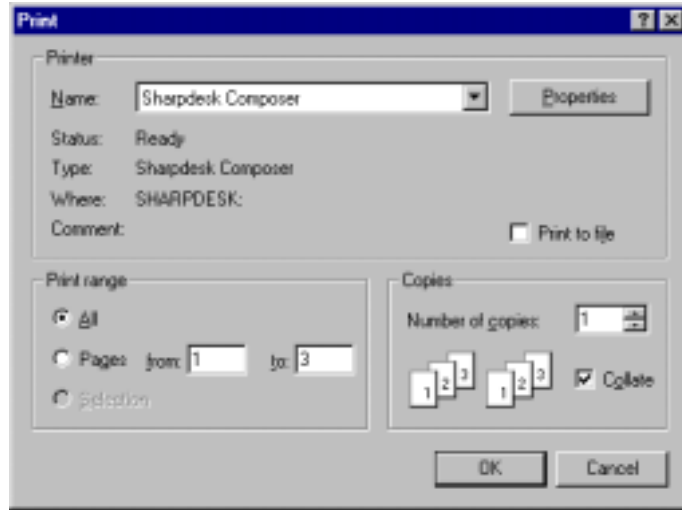 Print
Printer
Name: Sharpdesk Composer Properties
Status: Ready
Type: Sharpdesk Composer
Where: SHARPDESK:
Comment:
Print to file
Print range
All
Pages from: 1 to: 3
Selection
Copies
Number of copies: 1
1 2 3 1 2 3
Collate
OK Cancel